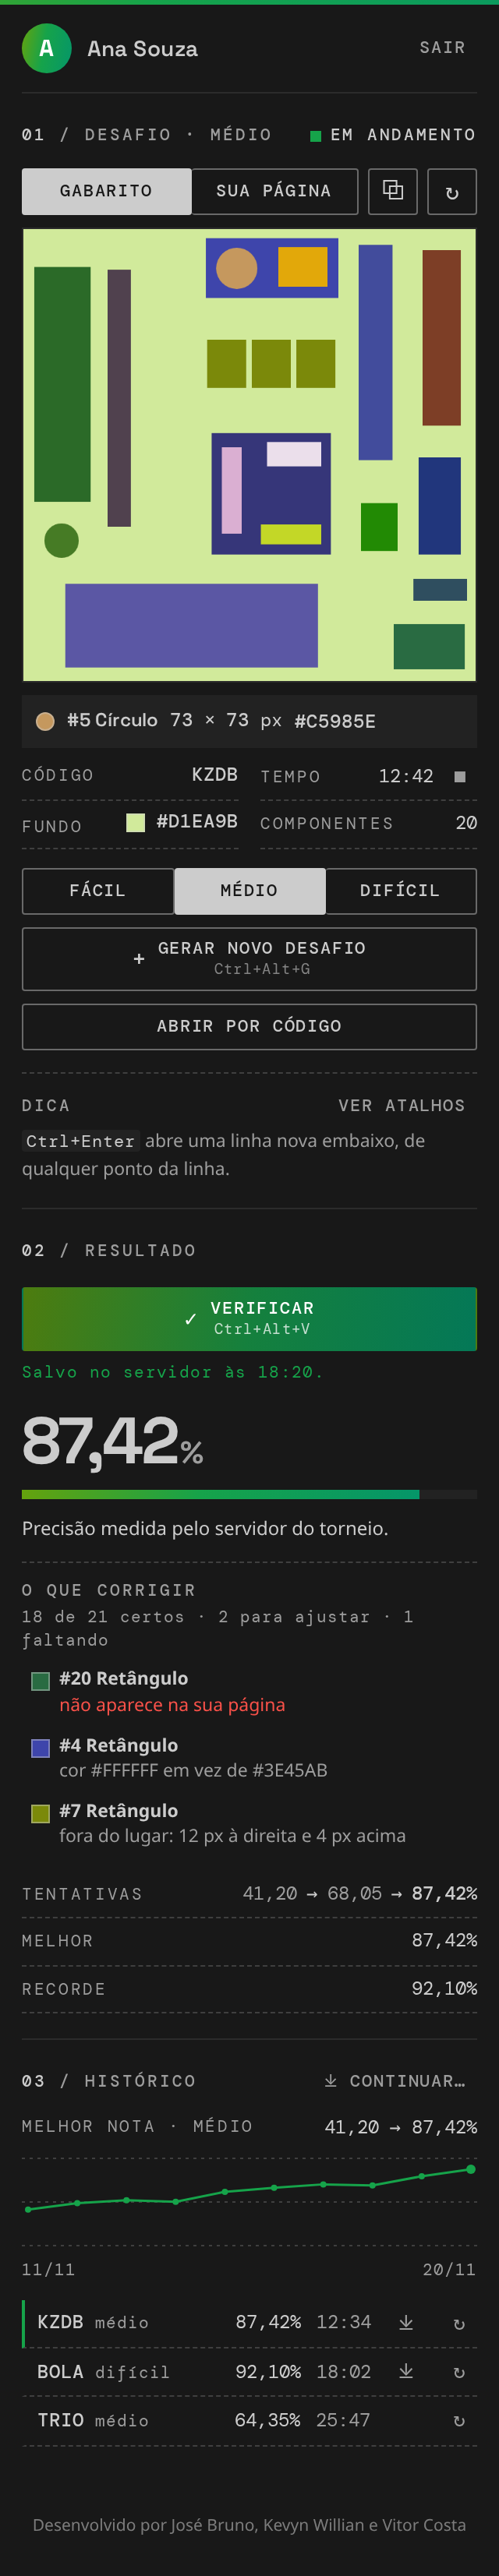 A Ana Souza SAIR
01 / DESAFIO · MÉDIO EM ANDAMENTO
GABARITO SUA PÁGINA ↻
#5 Círculo 73 × 73 px #C5985E
CÓDIGO KZDB TEMPO 12:42
FUNDO #D1EA9B COMPONENTES 20
FÁCIL MÉDIO DIFÍCIL
+ GERAR NOVO DESAFIO
Ctrl+Alt+G
ABRIR POR CÓDIGO
DICA VER ATALHOS
Ctrl+Enter abre uma linha nova embaixo, de
qualquer ponto da linha.
02 / RESULTADO
✓ VERIFICAR
Ctrl+Alt+V
Salvo no servidor às 18:20.
87,42%
Precisão medida pelo servidor do torneio.
O QUE CORRIGIR
18 de 21 certos · 2 para ajustar · 1
faltando
#20 Retângulo
não aparece na sua página
#4 Retângulo
cor #FFFFFF em vez de #3E45AB
#7 Retângulo
fora do lugar: 12 px à direita e 4 px acima
TENTATIVAS 41,20 → 68,05 → 87,42%
MELHOR 87,42%
RECORDE 92,10%
03 / HISTÓRICO CONTINUAR…
MELHOR NOTA · MÉDIO 41,20 → 87,42%
11/11 20/11
KZDB médio 87,42% 12:34 ↻
BOLA difícil 92,10% 18:02 ↻
TRIO médio 64,35% 25:47 ↻
Desenvolvido por José Bruno, Kevyn Willian e Vitor Costa